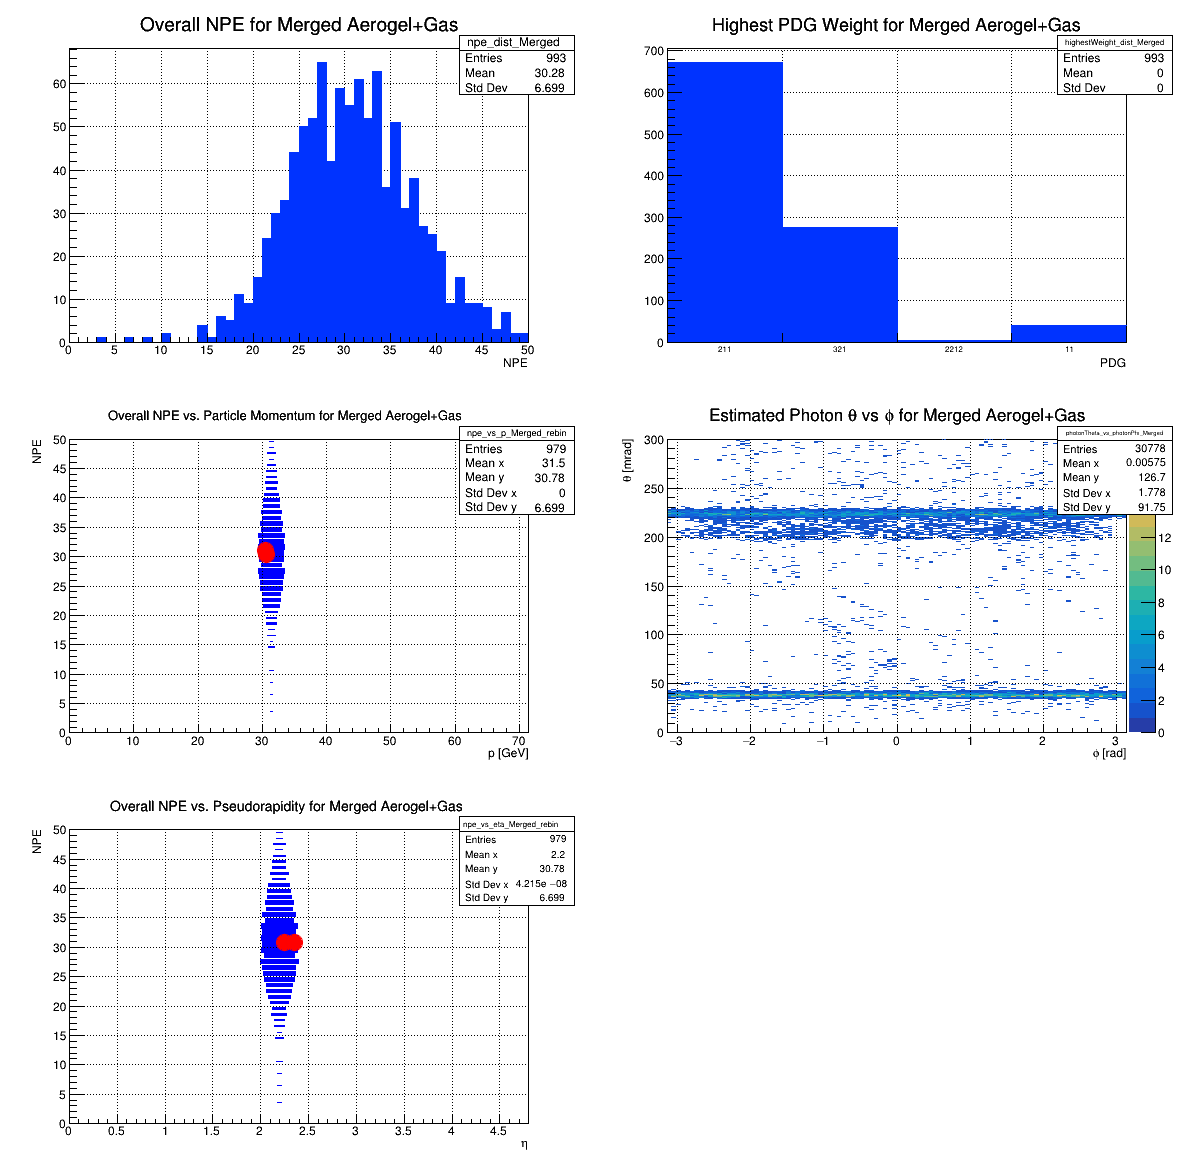 Overall NPE for Merged Aerogel+Gas
npe_dist_Merged
Entries 993
Mean 30.28
Std Dev 6.699
60
50
40
30
20
10
0
0 5 10 15 20 25 30 35 40 45 50
NPE
Highest PDG Weight for Merged Aerogel+Gas
highestWeight_dist_Merged
Entries 993
Mean 0
Std Dev 0
700
600
500
400
300
200
100
0
211 321 2212 11
PDG
Overall NPE vs. Particle Momentum for Merged Aerogel+Gas
npe_vs_p_Merged_rebin
Entries 979
Mean x 31.5
Mean y 30.78
Std Dev x 0
Std Dev y 6.699
NPE
50
45
40
35
30
25
20
15
10
5
0
0 10 20 30 40 50 60 70
p [GeV]
Estimated Photon θ vs ϕ for Merged Aerogel+Gas
photonTheta_vs_photonPhi_Merged
Entries 30778
Mean x 0.00575
Mean y 126.7
Std Dev x 1.778
Std Dev y 91.75
θ [mrad]
300
250
200
150
100
50
0
−3 −2 −1 0 1 2 3
ϕ [rad]
12
10
8
6
4
2
0
Overall NPE vs. Pseudorapidity for Merged Aerogel+Gas
npe_vs_eta_Merged_rebin
Entries 979
Mean x 2.2
Mean y 30.78
Std Dev x 4.215e −08
Std Dev y 6.699
NPE
50
45
40
35
30
25
20
15
10
5
0
0 0.5 1 1.5 2 2.5 3 3.5 4 4.5
η